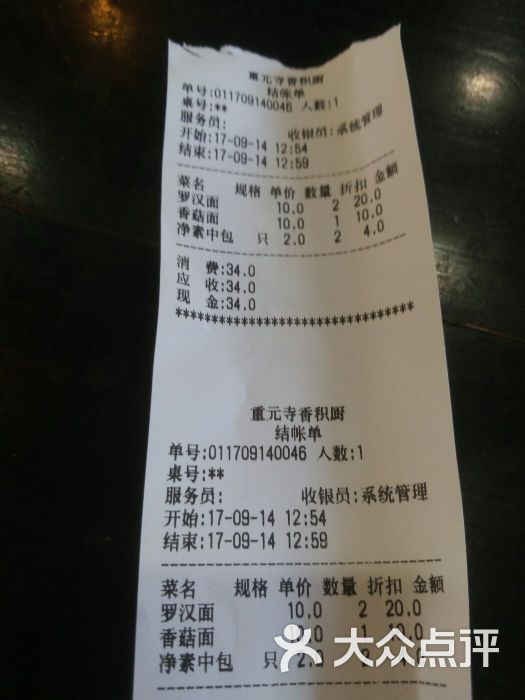 重元寺香积厨
结帐单
单号:011709140046 人数:1
桌号:**
服务员: 收银员:系统管理
开始:17-09-14 12:54
结束:17-09-14 12:59
菜名 规格 单价 数量 折扣 金额
罗汉面 10.0 2 20.0
香菇面 10.0 1 10.0
净素中包 只 2.0 2 4.0
消 费:34.0
应 收:34.0
现 金:34.0
******************************
重元寺香积厨
结帐单
单号:011709140046 人数:1
桌号:**
服务员: 收银员:系统管理
开始:17-09-14 12:54
结束:17-09-14 12:59
菜名 规格 单价 数量 折扣 金额
罗汉面 10.0 2 20.0
香菇面 10.0 1 10.0
净素中包 只 2.0
大众点评